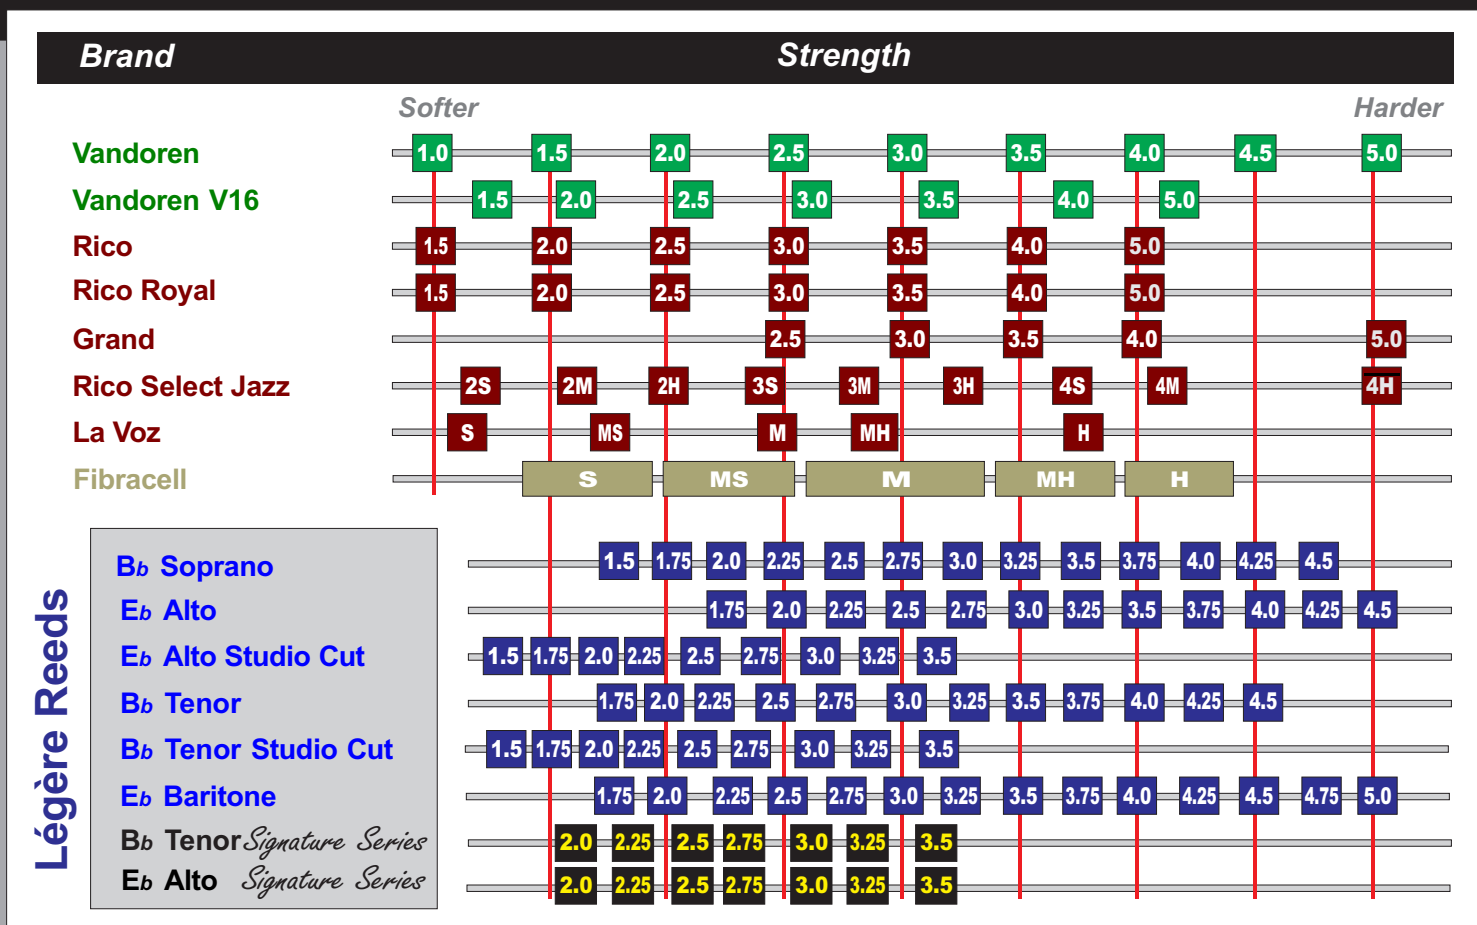 Brand Strength
Softer Harder
Vandoren 1.0 1.5 2.0 2.5 3.0 3.5 4.0 4.5 5.0
Vandoren V16 1.5 2.0 2.5 3.0 3.5 4.0 5.0
Rico 1.5 2.0 2.5 3.0 3.5 4.0 5.0
Rico Royal 1.5 2.0 2.5 3.0 3.5 4.0 5.0
Grand 2.5 3.0 3.5 4.0 5.0
Rico Select Jazz 2S 2M 2H 3S 3M 3H 4S 4M 4H
La Voz S MS M MH H
Fibracell S MS M MH H
Légère Reeds
Bb Soprano 1.5 1.75 2.0 2.25 2.5 2.75 3.0 3.25 3.5 3.75 4.0 4.25 4.5
Eb Alto 1.75 2.0 2.25 2.5 2.75 3.0 3.25 3.5 3.75 4.0 4.25 4.5
Eb Alto Studio Cut 1.5 1.75 2.0 2.25 2.5 2.75 3.0 3.25 3.5
Bb Tenor 1.75 2.0 2.25 2.5 2.75 3.0 3.25 3.5 3.75 4.0 4.25 4.5
Bb Tenor Studio Cut 1.5 1.75 2.0 2.25 2.5 2.75 3.0 3.25 3.5
Eb Baritone 1.75 2.0 2.25 2.5 2.75 3.0 3.25 3.5 3.75 4.0 4.25 4.5 4.75 5.0
Bb Tenor Signature Series 2.0 2.25 2.5 2.75 3.0 3.25 3.5
Eb Alto Signature Series 2.0 2.25 2.5 2.75 3.0 3.25 3.5